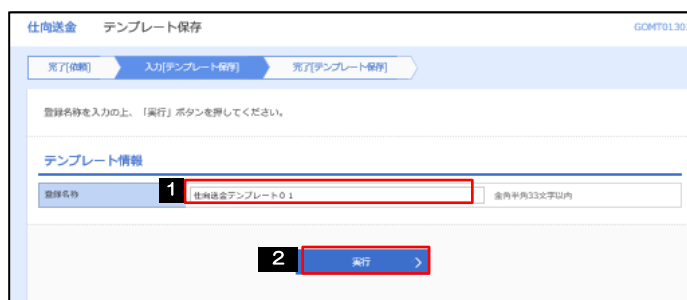 仕向送金 テンプレート保存 GOMT0130
完了[依頼] 入力[テンプレート保存] 完了[テンプレート保存]
登録名称を入力の上、「実行」ボタンを押してください。
テンプレート情報
登録名称 1 仕向送金テンプレート０１ 全角半角33文字以内
2 実行